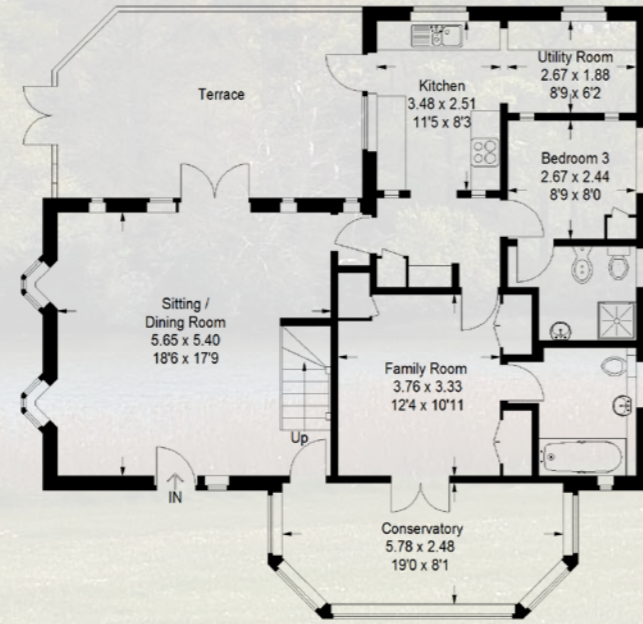 Terrace
Kitchen
3.48 x 2.51
11'5 x 8'3
Utility Room
2.67 x 1.88
8'9 x 6'2
Bedroom 3
2.67 x 2.44
8'9 x 8'0
Sitting /
Dining Room
5.65 x 5.40
18'6 x 17'9
Family Room
3.76 x 3.33
12'4 x 10'11
Up
IN
Conservatory
5.78 x 2.48
19'0 x 8'1